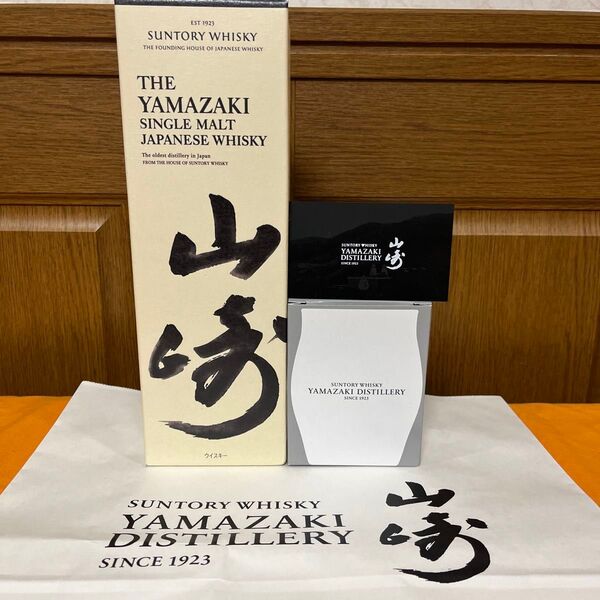 EST 1923
SUNTORY WHISKY
THE FOUNDING HOUSE OF JAPANESE WHISKY
THE
YAMAZAKI
SINGLE MALT
JAPANESE WHISKY
The oldest distillery in Japan
FROM THE HOUSE OF SUNTORY WHISKY
山崎
ウイスキー
SUNTORY WHISKY
YAMAZAKI
DISTILLERY
SINCE 1923
山崎
SUNTORY WHISKY
YAMAZAKI DISTILLERY
SINCE 1923
SUNTORY WHISKY
YAMAZAKI
DISTILLERY
SINCE 1923
山崎